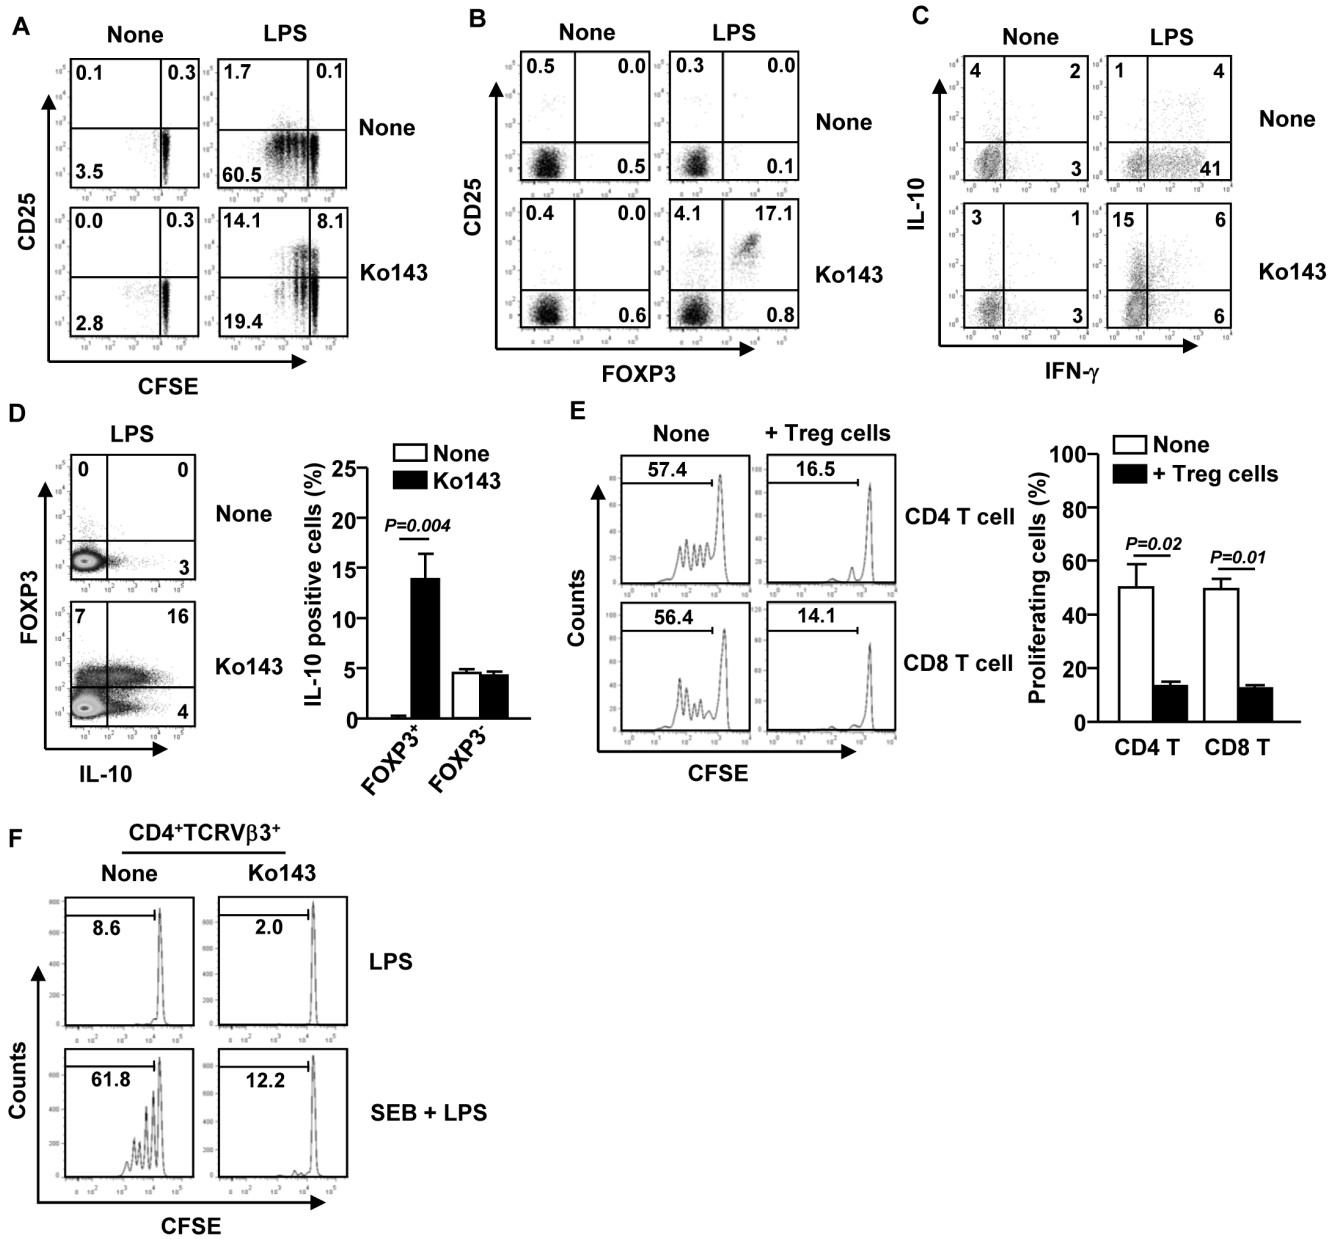 A
None
LPS
0.1
0.3
1.7
0.1
3.5
60.5
None
0.0
0.3
14.1
8.1
2.8
19.4
Ko143
CD25
CFSE
B
None
LPS
0.5
0.0
0.3
0.0
0.5
0.1
None
0.4
0.0
4.1
17.1
0.6
0.8
Ko143
CD25
FOXP3
C
None
LPS
4
2
1
4
3
41
None
3
1
15
6
3
6
Ko143
IL-10
IFN-γ
D
LPS
0
0
3
None
7
16
4
Ko143
FOXP3
IL-10
None
Ko143
IL-10 positive cells (%)
25
20
15
10
5
0
P=0.004
FOXP3⁺
FOXP3⁻
E
None
+ Treg cells
57.4
16.5
CD4 T cell
56.4
14.1
CD8 T cell
Counts
CFSE
None
+ Treg cells
Proliferating cells (%)
100
80
60
40
20
0
P=0.02
P=0.01
CD4 T
CD8 T
F
CD4⁺TCRVβ3⁺
None
Ko143
8.6
2.0
LPS
61.8
12.2
SEB + LPS
Counts
CFSE